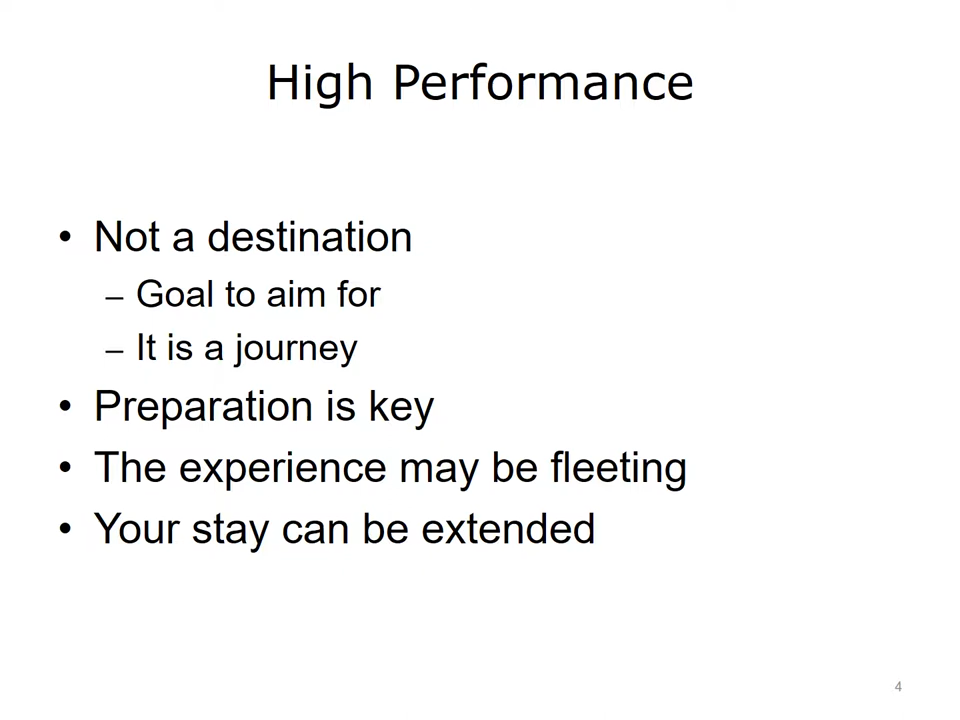 High Performance
• Not a destination
– Goal to aim for
– It is a journey
• Preparation is key
• The experience may be fleeting
• Your stay can be extended
4